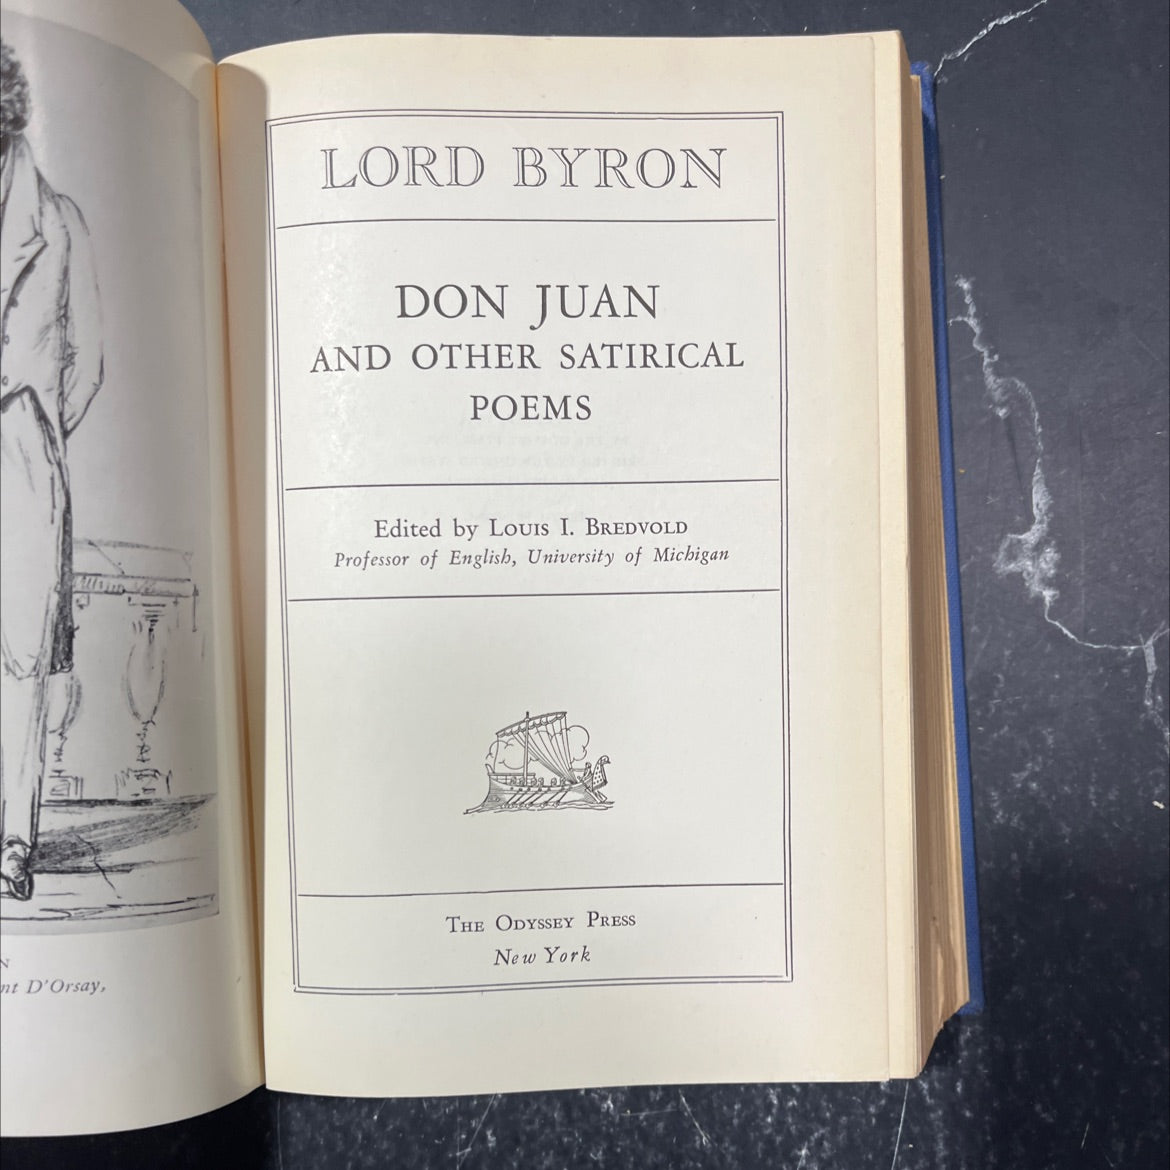 LORD BYRON
DON JUAN
AND OTHER SATIRICAL
POEMS
Edited by Louis I. Bredvold
Professor of English, University of Michigan
The Odyssey Press
New York
N
nt D'Orsay,